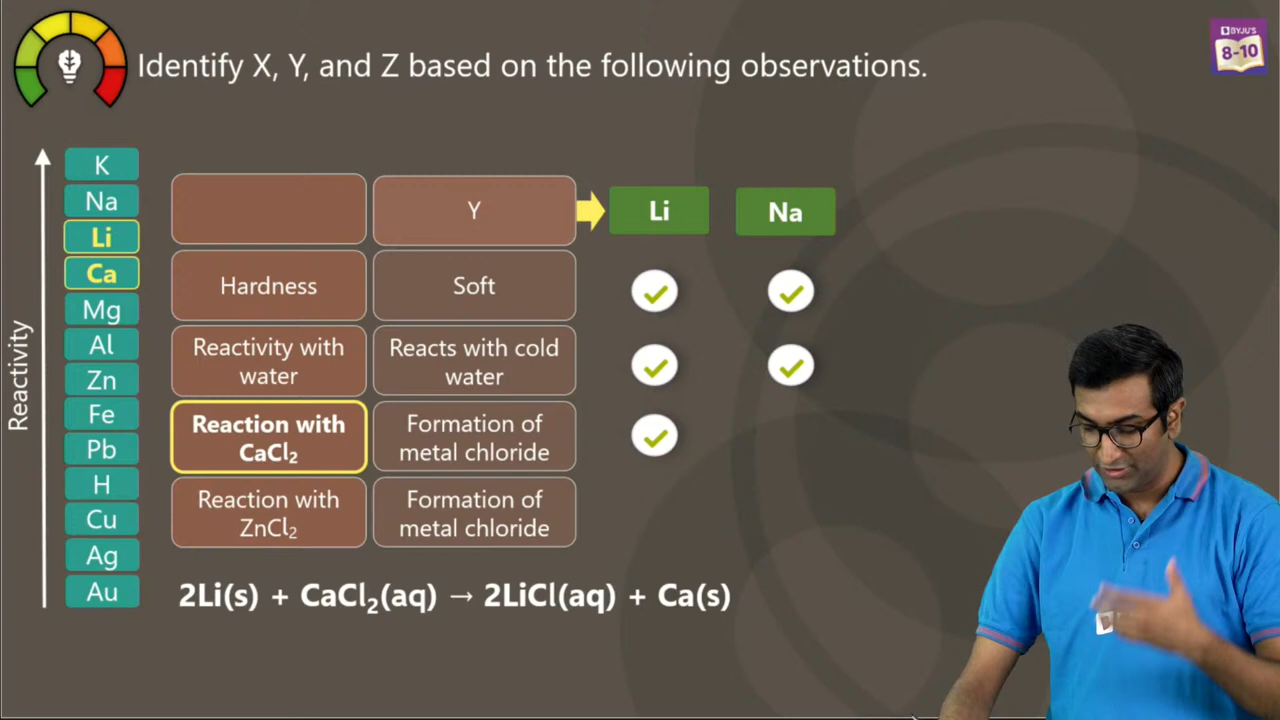 Identify X, Y, and Z based on the following observations.
BYJU'S
8-10
Reactivity
K
Na
Li
Ca
Mg
Al
Zn
Fe
Pb
H
Cu
Ag
Au
Y
Li
Na
Hardness
Soft
Reactivity with
water
Reacts with cold
water
Reaction with
CaCl₂
Formation of
metal chloride
Reaction with
ZnCl₂
Formation of
metal chloride
2Li(s) + CaCl₂(aq) → 2LiCl(aq) + Ca(s)